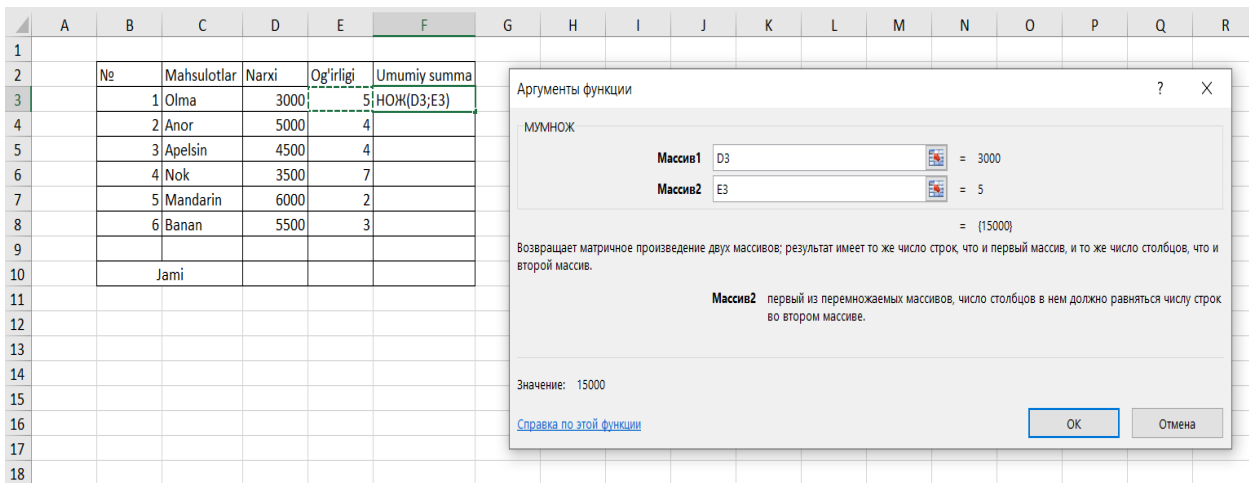 A B C D E F G H I J K L M N O P Q R
1
2 № Mahsulotlar Narxi Og'irligi Umumiy summa
3 1 Olma 3000 5 НОЖ(D3;E3)
4 2 Anor 5000 4
5 3 Apelsin 4500 4
6 4 Nok 3500 7
7 5 Mandarin 6000 2
8 6 Banan 5500 3
9
10 Jami
11
12
13
14
15
16
17
18
Аргументы функции ? X
МУМНОЖ
Массив1 D3 = 3000
Массив2 E3 = 5
= {15000}
Возвращает матричное произведение двух массивов; результат имеет то же число строк, что и первый массив, и то же число столбцов, что и
второй массив.
Массив2 первый из перемножаемых массивов, число столбцов в нем должно равняться числу строк
во втором массиве.
Значение: 15000
Справка по этой функции
ОК Отмена